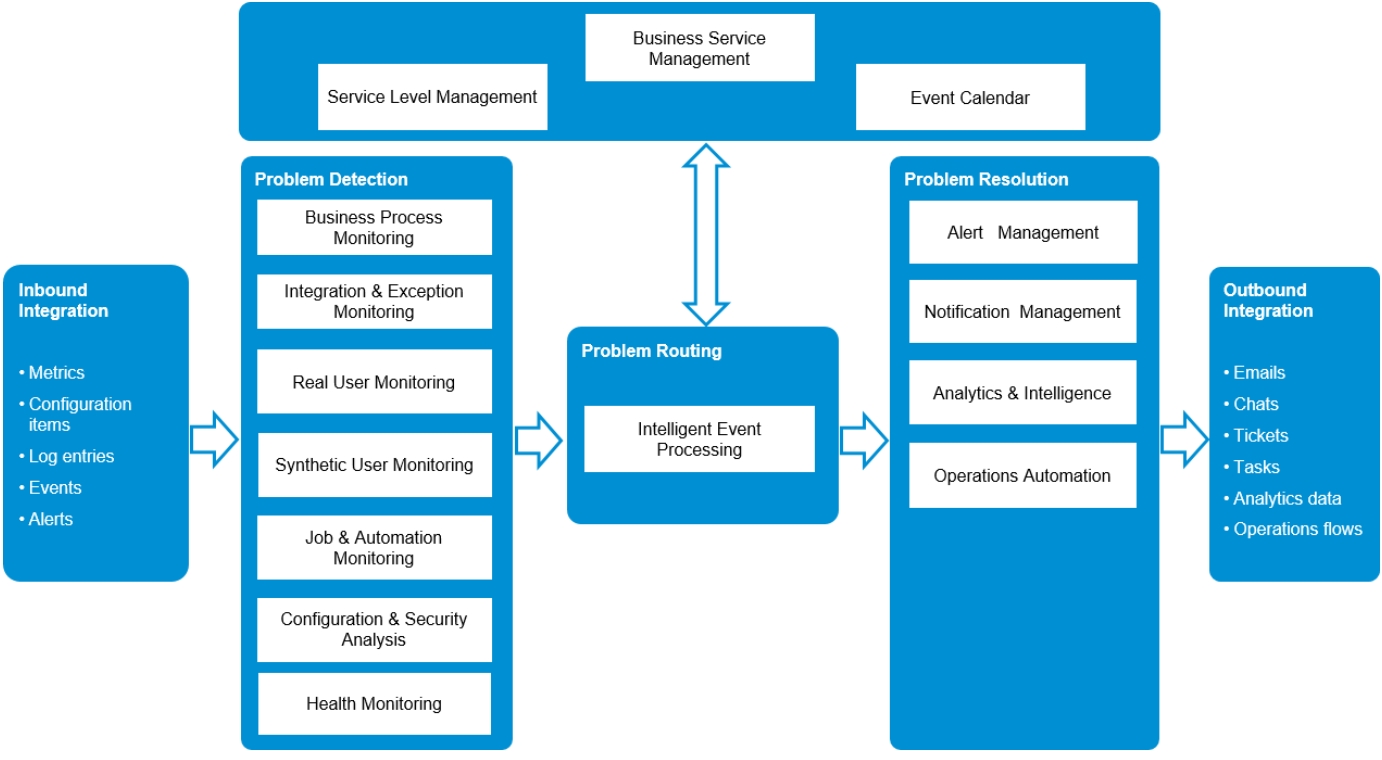 Business Service
Management
Service Level Management
Event Calendar
Inbound
Integration
• Metrics
• Configuration
items
• Log entries
• Events
• Alerts
Problem Detection
Business Process
Monitoring
Integration & Exception
Monitoring
Real User Monitoring
Synthetic User Monitoring
Job & Automation
Monitoring
Configuration & Security
Analysis
Health Monitoring
Problem Routing
Intelligent Event
Processing
Problem Resolution
Alert Management
Notification Management
Analytics & Intelligence
Operations Automation
Outbound
Integration
• Emails
• Chats
• Tickets
• Tasks
• Analytics data
• Operations flows